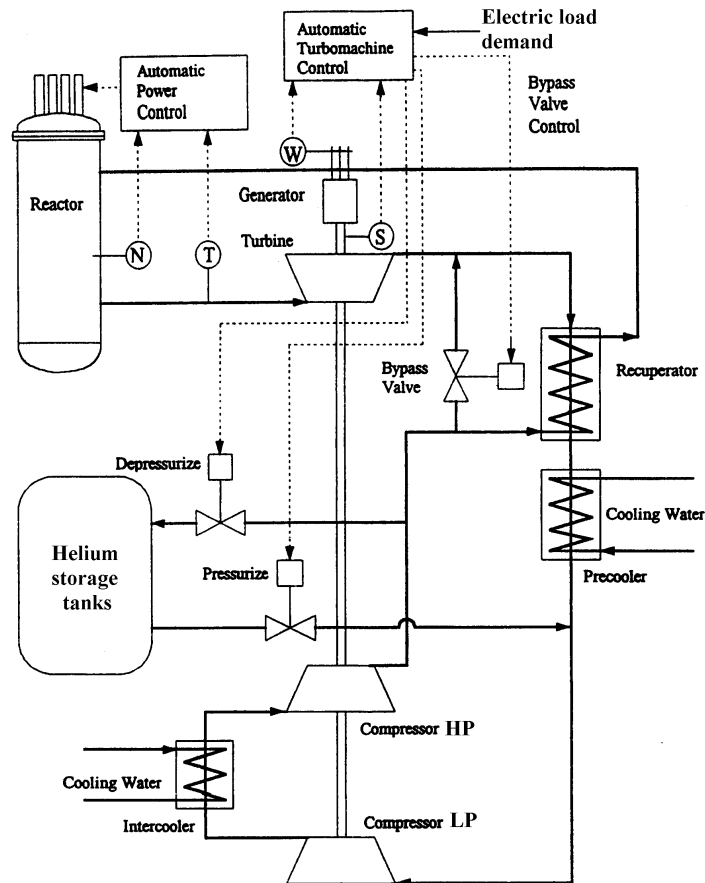 Electric load
demand
Automatic
Turbomachine
Control
Automatic
Power
Control
Bypass
Valve
Control
W
Generator
Reactor
N
T
S
Turbine
Bypass
Valve
Recuperator
Depressurize
Helium
storage
tanks
Cooling Water
Pressurize
Precooler
Compressor HP
Cooling Water
Intercooler
Compressor LP